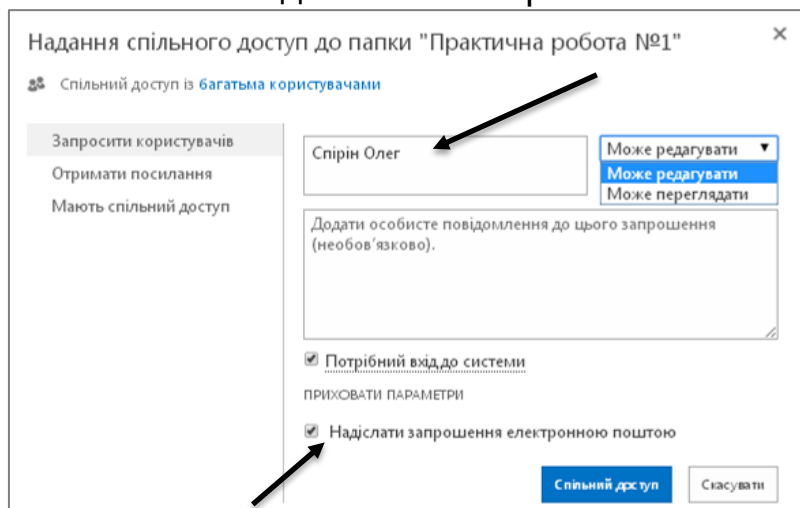 Надання спільного доступ до папки "Практична робота №1"
Спільний доступ із багатьма користувачами
Запросити користувачів
Отримати посилання
Мають спільний доступ
Спірін Олег
Може редагувати
Може редагувати
Може переглядати
Додати особисте повідомлення до цього запрошення
(необов’язково).
Потрібний вхід до системи
ПРИХОВАТИ ПАРАМЕТРИ
Надіслати запрошення електронною поштою
Спільний доступ
Скасувати